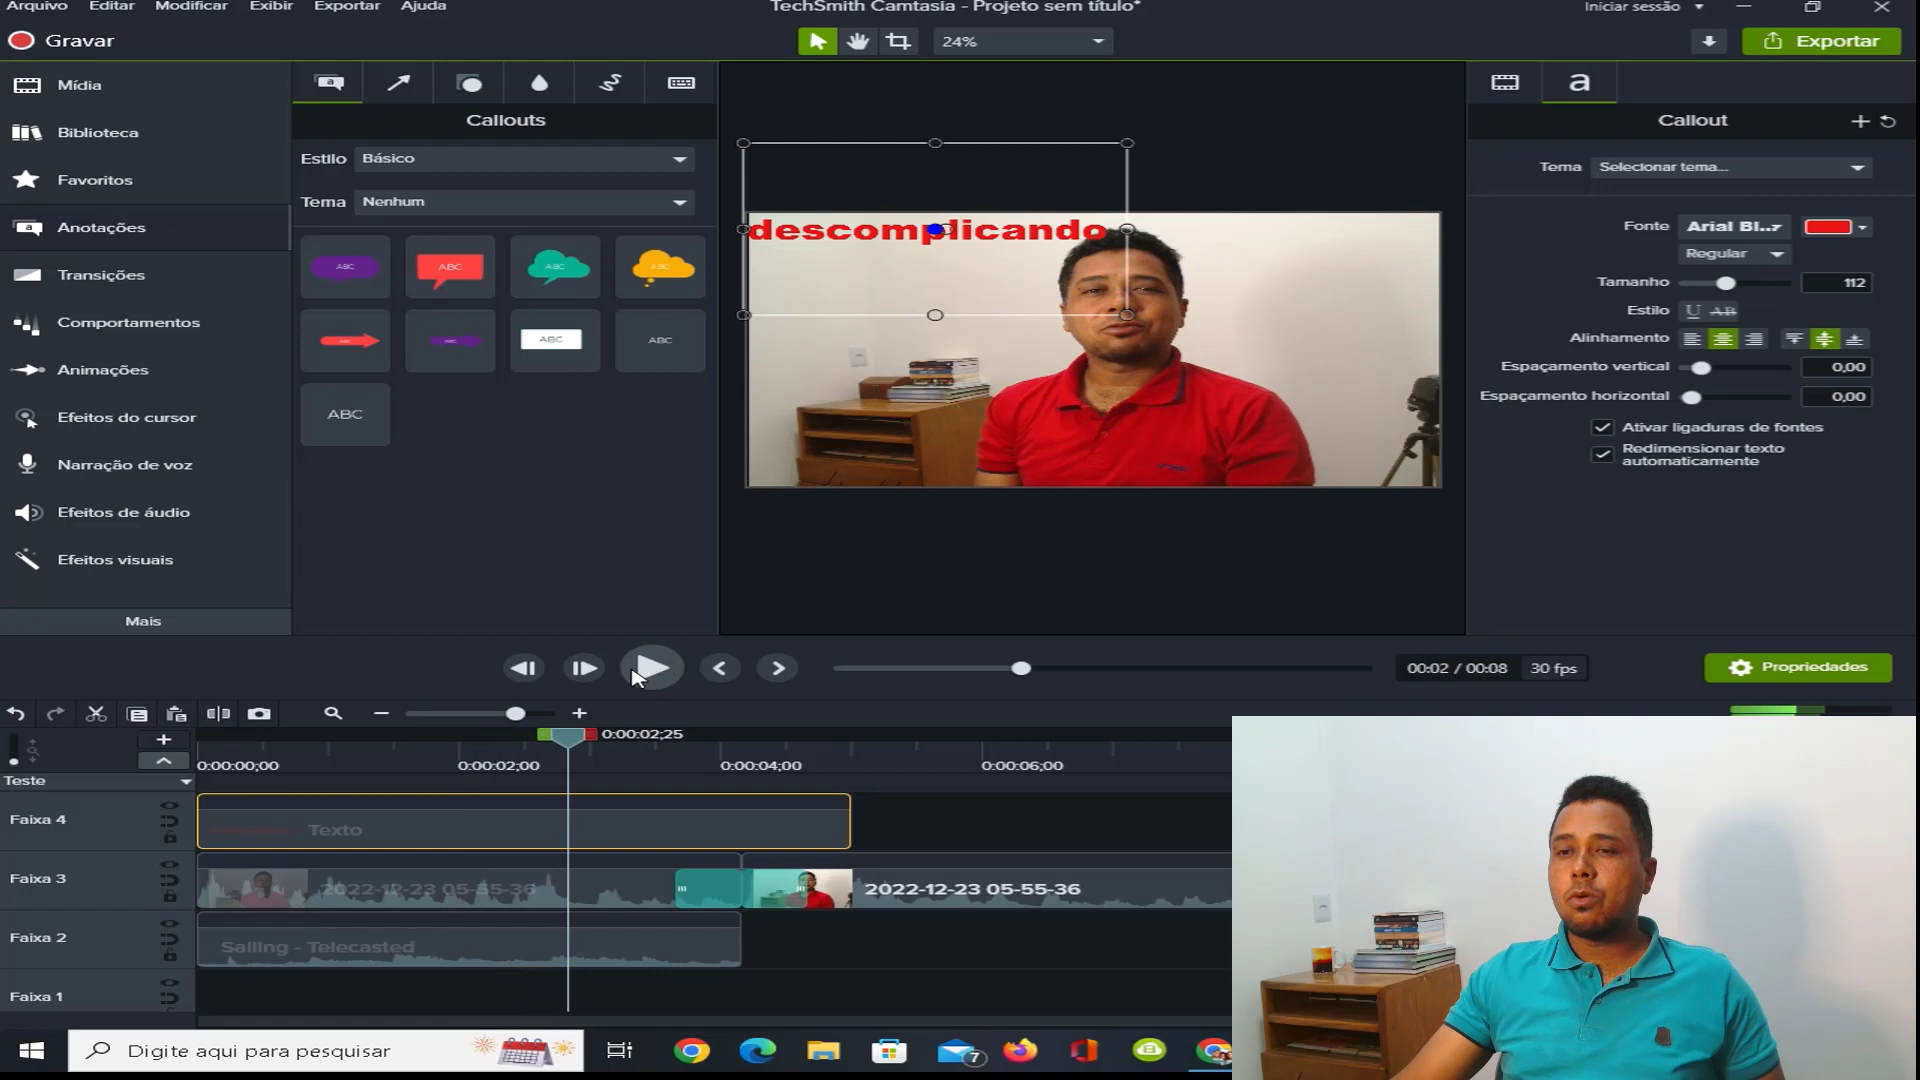 Arquivo Editar Modificar Exibir Exportar Ajuda
TechSmith Camtasia - Projeto sem título*
Iniciar sessão
Gravar
24%
Exportar
Mídia
Biblioteca
Favoritos
Anotações
Transições
Comportamentos
Animações
Efeitos do cursor
Narração de voz
Efeitos de áudio
Efeitos visuais
Mais
Callouts
Estilo Básico
Tema Nenhum
ABC ABC ABC ABC
ABC ABC ABC
ABC
descomplicando
a
Callout
Tema Selecionar tema...
Fonte Arial Bl...
Regular
Tamanho 112
Estilo U AB
Alinhamento
Espaçamento vertical 0,00
Espaçamento horizontal 0,00
Ativar ligaduras de fontes
Redimensionar texto
automaticamente
00:02 / 00:08 30 fps
Propriedades
0:00:02;25
0:00:00;00 0:00:02;00 0:00:04;00 0:00:06;00
Teste
Faixa 4
Texto
Faixa 3
2022-12-23 05-55-36
2022-12-23 05-55-36
Faixa 2
Sailing - Telecasted
Faixa 1
Digite aqui para pesquisar
7